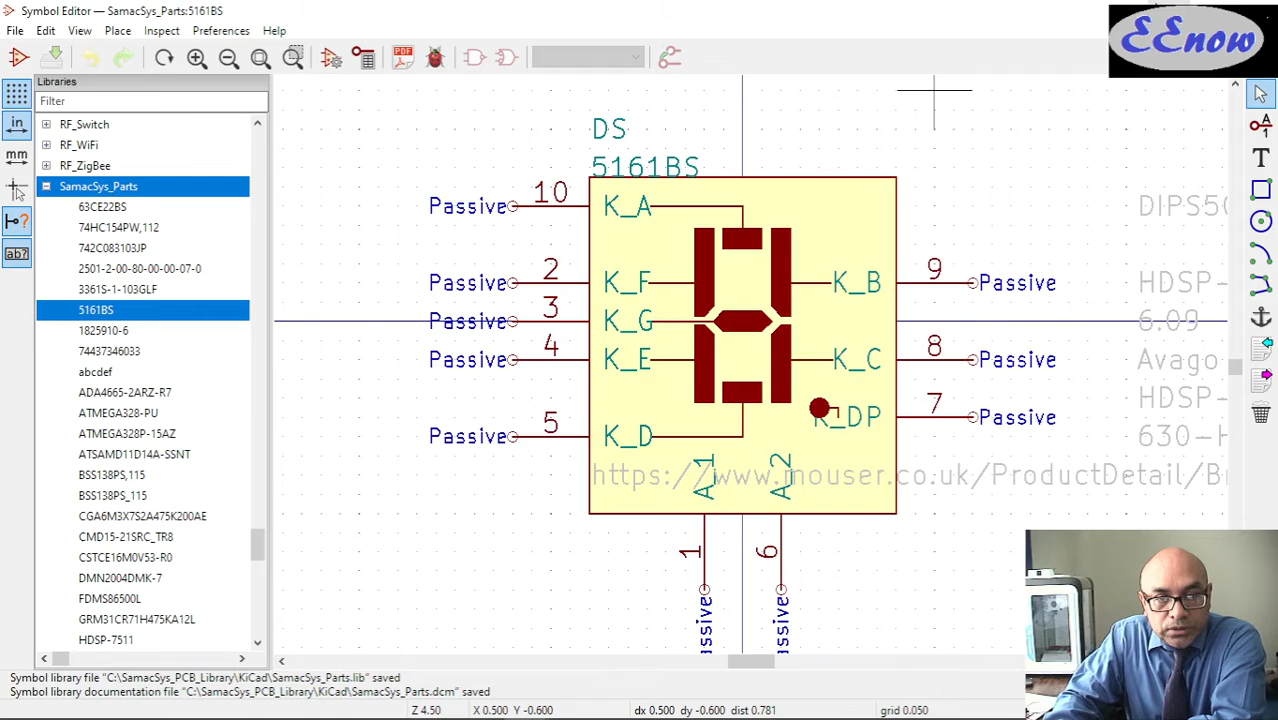 Symbol Editor — SamacSys_Parts:5161BS
File Edit View Place Inspect Preferences Help
EEnow
Libraries
Filter
RF_Switch
RF_WiFi
RF_ZigBee
SamacSys_Parts
63CE22BS
74HC154PW,112
742C083103JP
2501-2-00-80-00-00-07-0
3361S-1-103GLF
5161BS
1825910-6
74437346033
abcdef
ADA4665-2ARZ-R7
ATMEGA328-PU
ATMEGA328P-15AZ
ATSAMD11D14A-SSNT
BSS138PS,115
BSS138PS_115
CGA6M3X7S2A475K200AE
CMD15-21SRC_TR8
CSTCE16M0V53-R0
DMN2004DMK-7
FDMS86500L
GRM31CR71H475KA12L
HDSP-7511
in
mm
ab?
PDF
A
T
DS
5161BS
Passive 10 K_A
DIPS50
Passive 2 K_F K_B 9 Passive
HDSP-
Passive 3 K_G
6.09
Passive 4 K_E K_C 8 Passive
Avago
K_DP 7 Passive
HDSP-
Passive 5 K_D
630-H
A_1 A_2
https://www.mouser.co.uk/ProductDetail/Br
1 6
assive assive
Symbol library file "C:\SamacSys_PCB_Library\KiCad\SamacSys_Parts.lib" saved
Symbol library documentation file "C:\SamacSys_PCB_Library\KiCad\SamacSys_Parts.dcm" saved
Z 4.50 X 0.500 Y -0.600 dx 0.500 dy -0.600 dist 0.781 grid 0.050